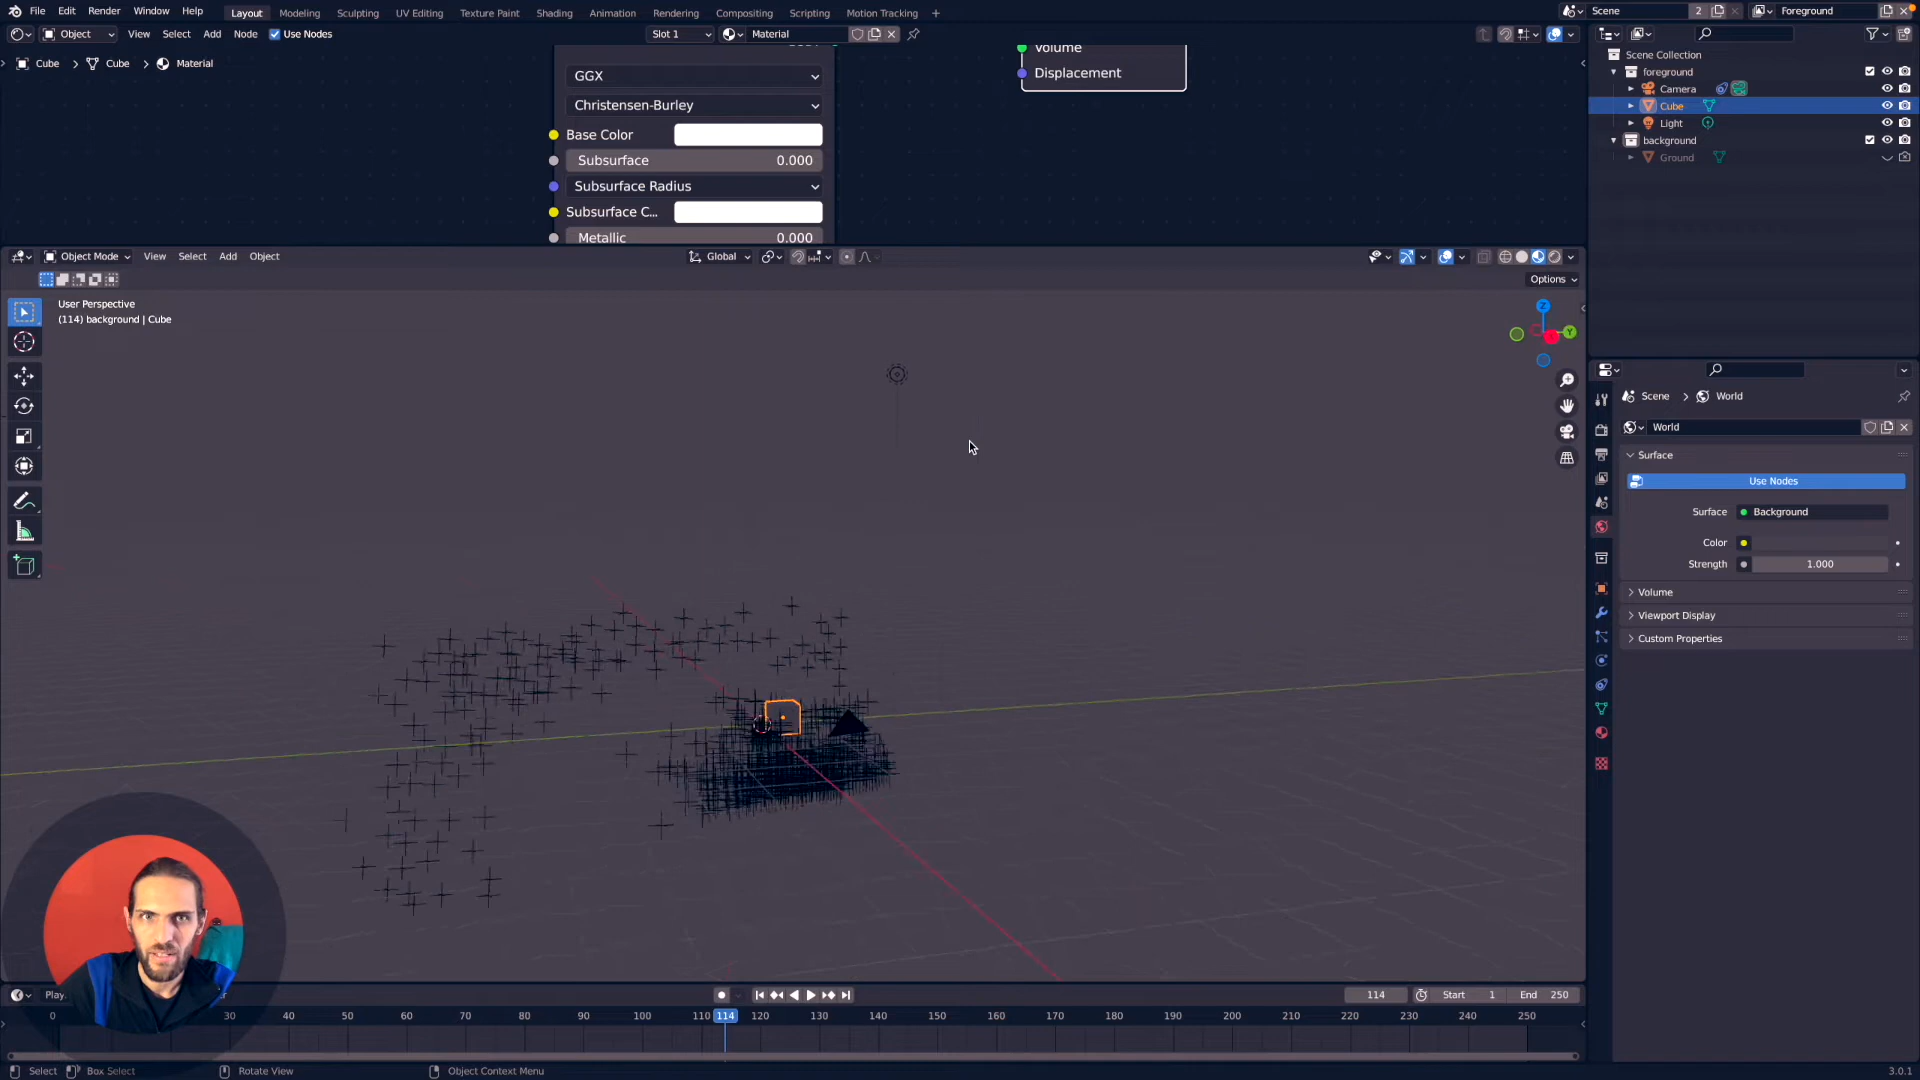 File Edit Render Window Help Layout Modeling Sculpting UV Editing Texture Paint Shading Animation Rendering Compositing Scripting Motion Tracking + Scene 2 Foreground
Object View Select Add Node Use Nodes Slot 1 Material
Cube > Cube > Material
GGX
Christensen-Burley
Base Color
Subsurface 0.000
Subsurface Radius
Subsurface C...
Metallic 0.000
Volume
Displacement
Scene Collection
foreground
Camera
Cube
Light
background
Ground
Object Mode View Select Add Object Global
Options
User Perspective
(114) background | Cube
Z
Y
Scene > World
World
Surface
Use Nodes
Surface Background
Color
Strength 1.000
Volume
Viewport Display
Custom Properties
Play 114 Start 1 End 250
0 30 40 50 60 70 80 90 100 110 114 120 130 140 150 160 170 180 190 200 210 220 230 240 250
Select Box Select Rotate View Object Context Menu 3.0.1